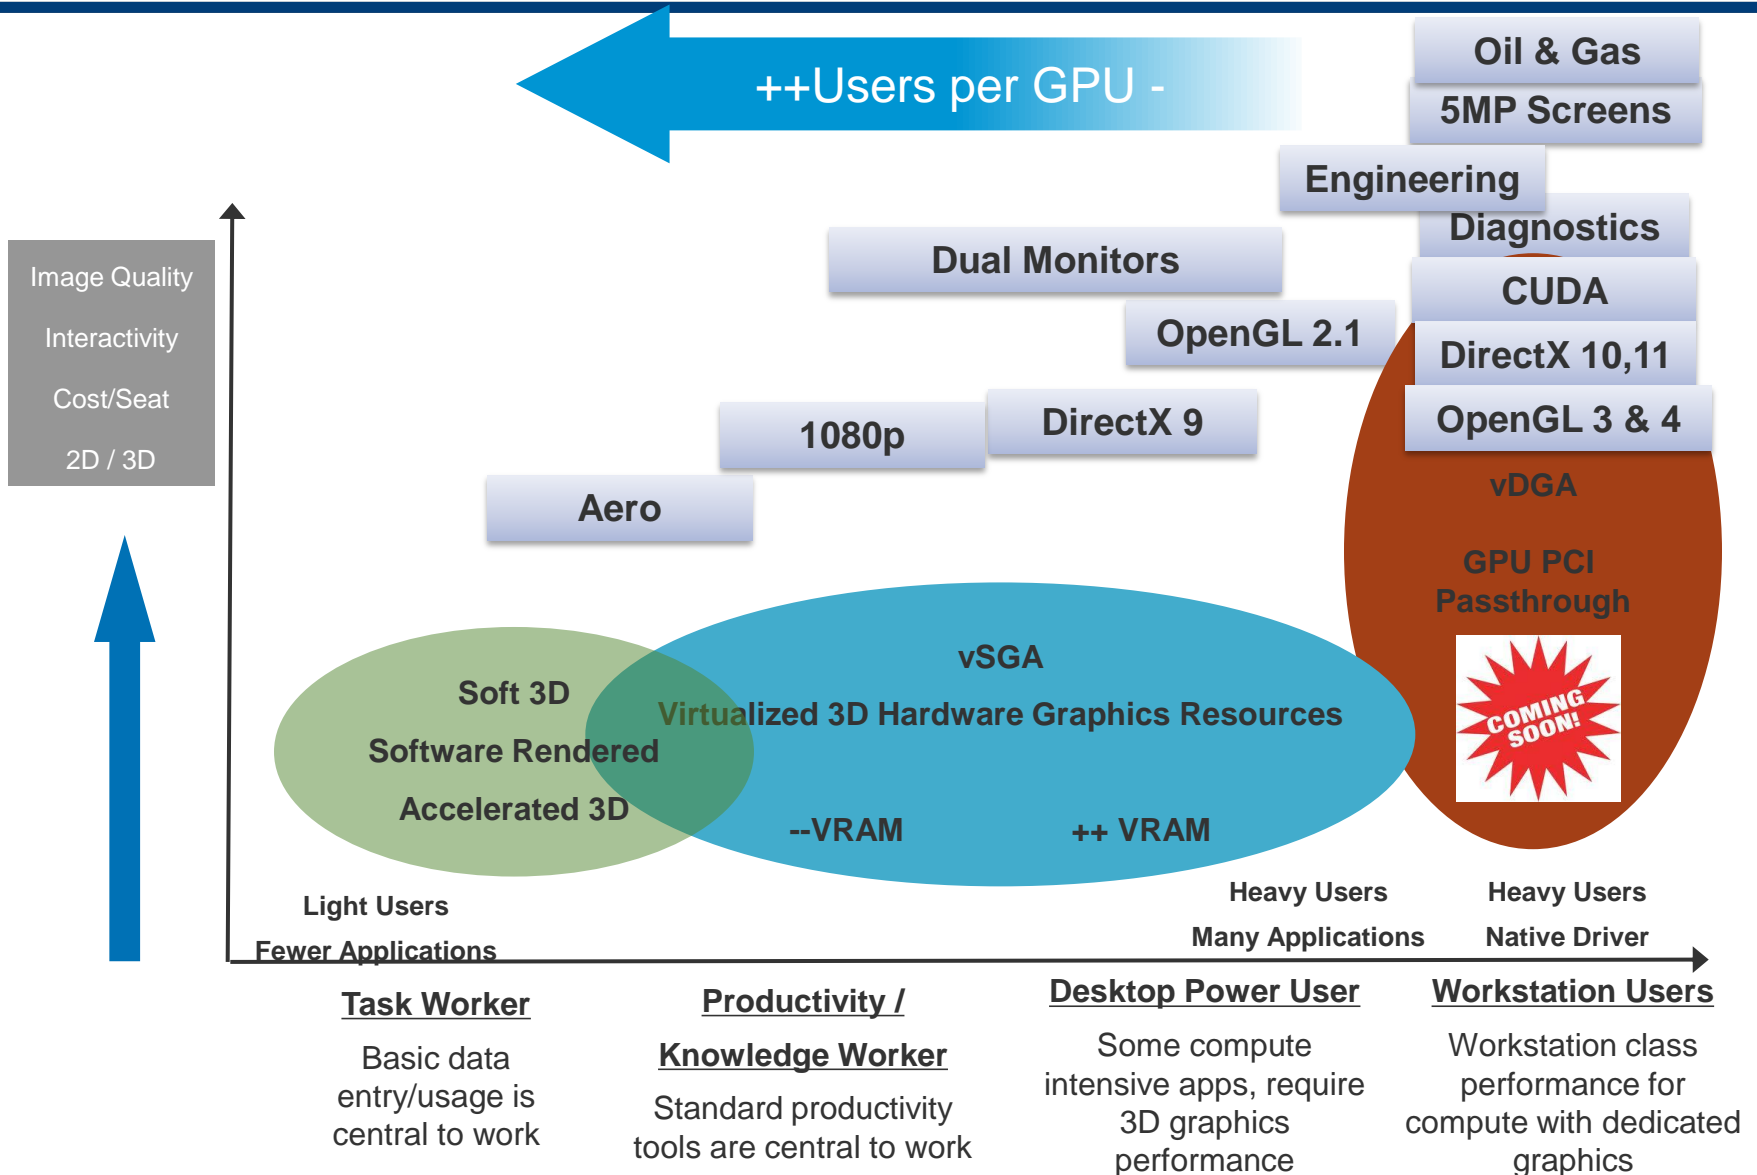 ++Users per GPU -
Oil & Gas
5MP Screens
Engineering
Diagnostics
Dual Monitors
CUDA
OpenGL 2.1
DirectX 10,11
DirectX 9
OpenGL 3 & 4
1080p
Aero
Image Quality
Interactivity
Cost/Seat
2D / 3D
vDGA
GPU PCI
Passthrough
COMING
SOON!
vSGA
Virtualized 3D Hardware Graphics Resources
--VRAM
++ VRAM
Soft 3D
Software Rendered
Accelerated 3D
Light Users
Fewer Applications
Heavy Users
Many Applications
Heavy Users
Native Driver
Task Worker
Basic data
entry/usage is
central to work
Productivity /
Knowledge Worker
Standard productivity
tools are central to work
Desktop Power User
Some compute
intensive apps, require
3D graphics
performance
Workstation Users
Workstation class
performance for
compute with dedicated
graphics